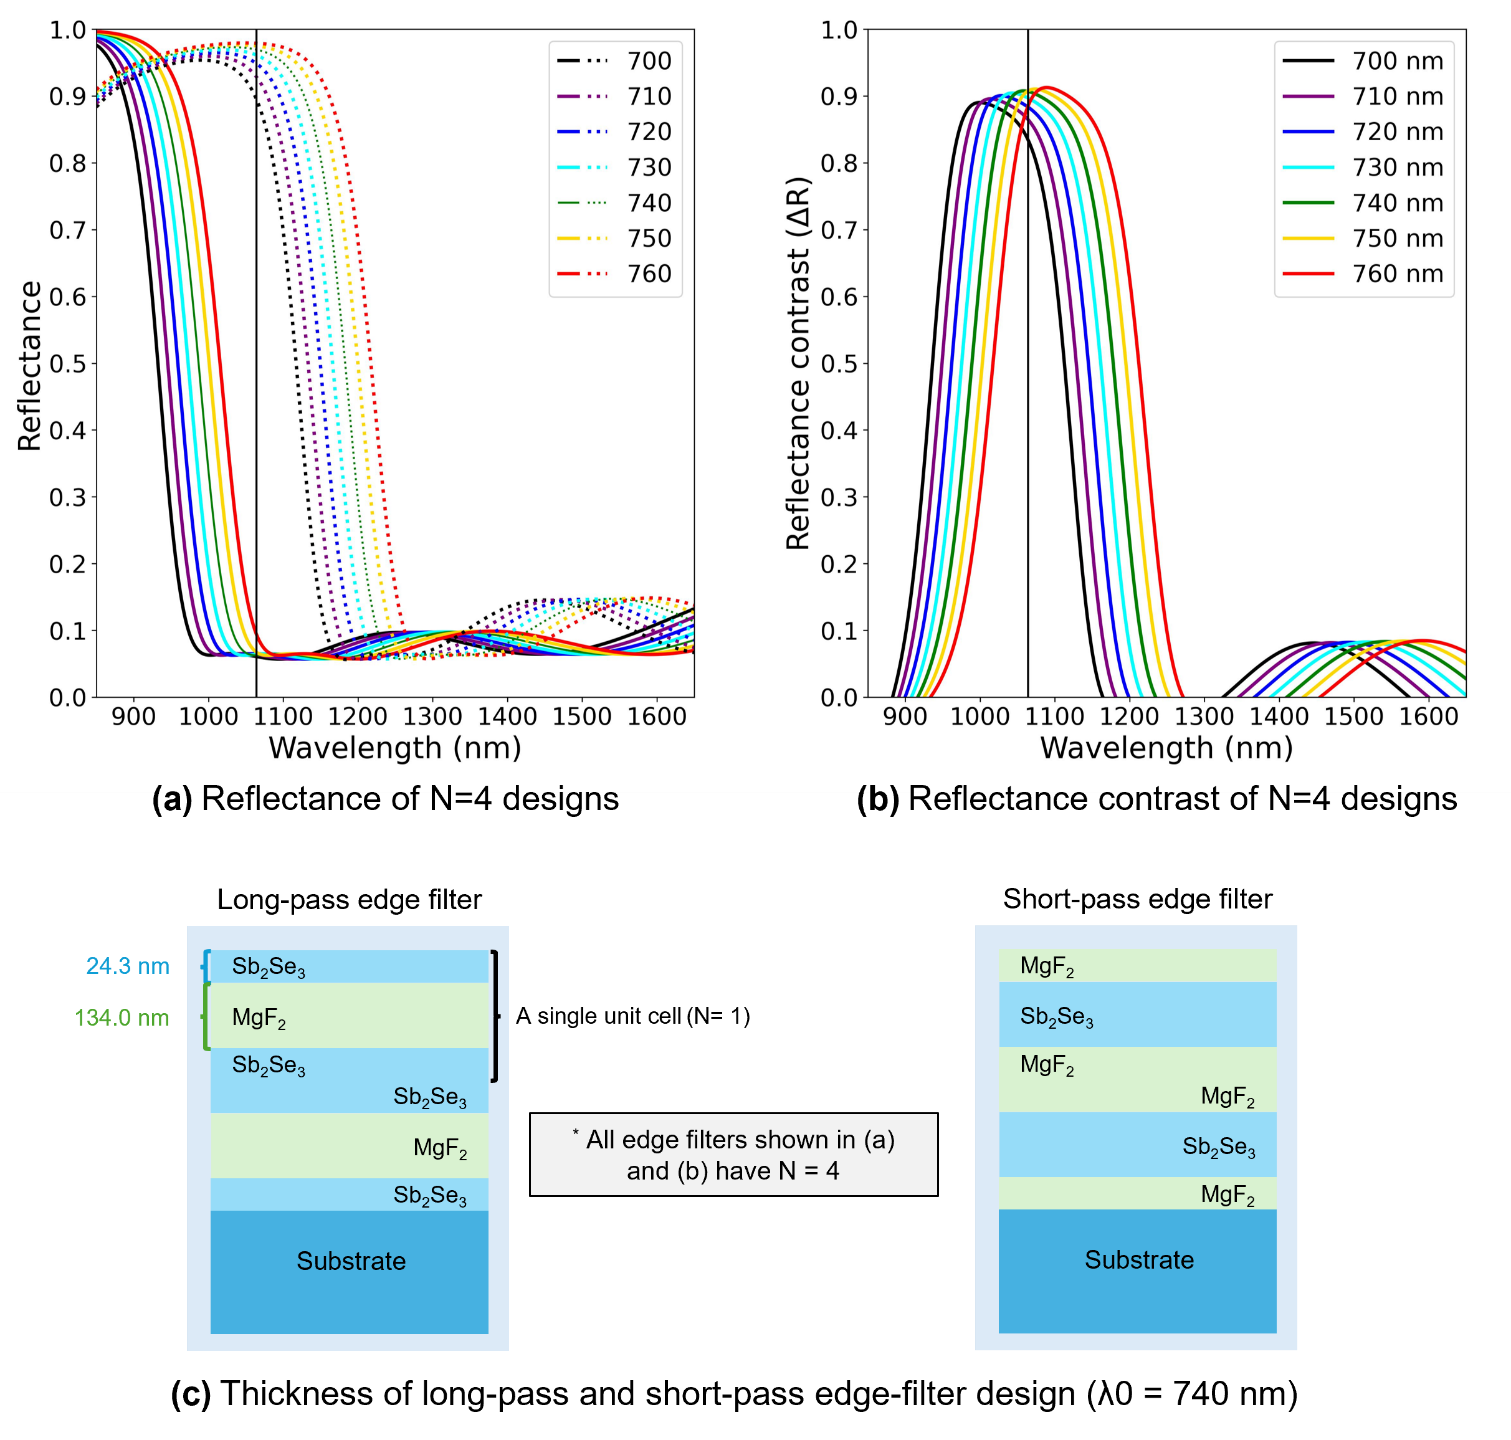 1.0
0.9
0.8
0.7
0.6
0.5
0.4
0.3
0.2
0.1
0.0
Reflectance
900 1000 1100 1200 1300 1400 1500 1600
Wavelength (nm)
700
710
720
730
740
750
760
(a) Reflectance of N=4 designs
1.0
0.9
0.8
0.7
0.6
0.5
0.4
0.3
0.2
0.1
0.0
Reflectance contrast (ΔR)
900 1000 1100 1200 1300 1400 1500 1600
Wavelength (nm)
700 nm
710 nm
720 nm
730 nm
740 nm
750 nm
760 nm
(b) Reflectance contrast of N=4 designs
Long-pass edge filter
24.3 nm
Sb₂Se₃
134.0 nm
MgF₂
A single unit cell (N= 1)
Sb₂Se₃
Sb₂Se₃
MgF₂
Sb₂Se₃
Substrate
* All edge filters shown in (a)
and (b) have N = 4
Short-pass edge filter
MgF₂
Sb₂Se₃
MgF₂
MgF₂
Sb₂Se₃
MgF₂
Substrate
(c) Thickness of long-pass and short-pass edge-filter design (λ0 = 740 nm)